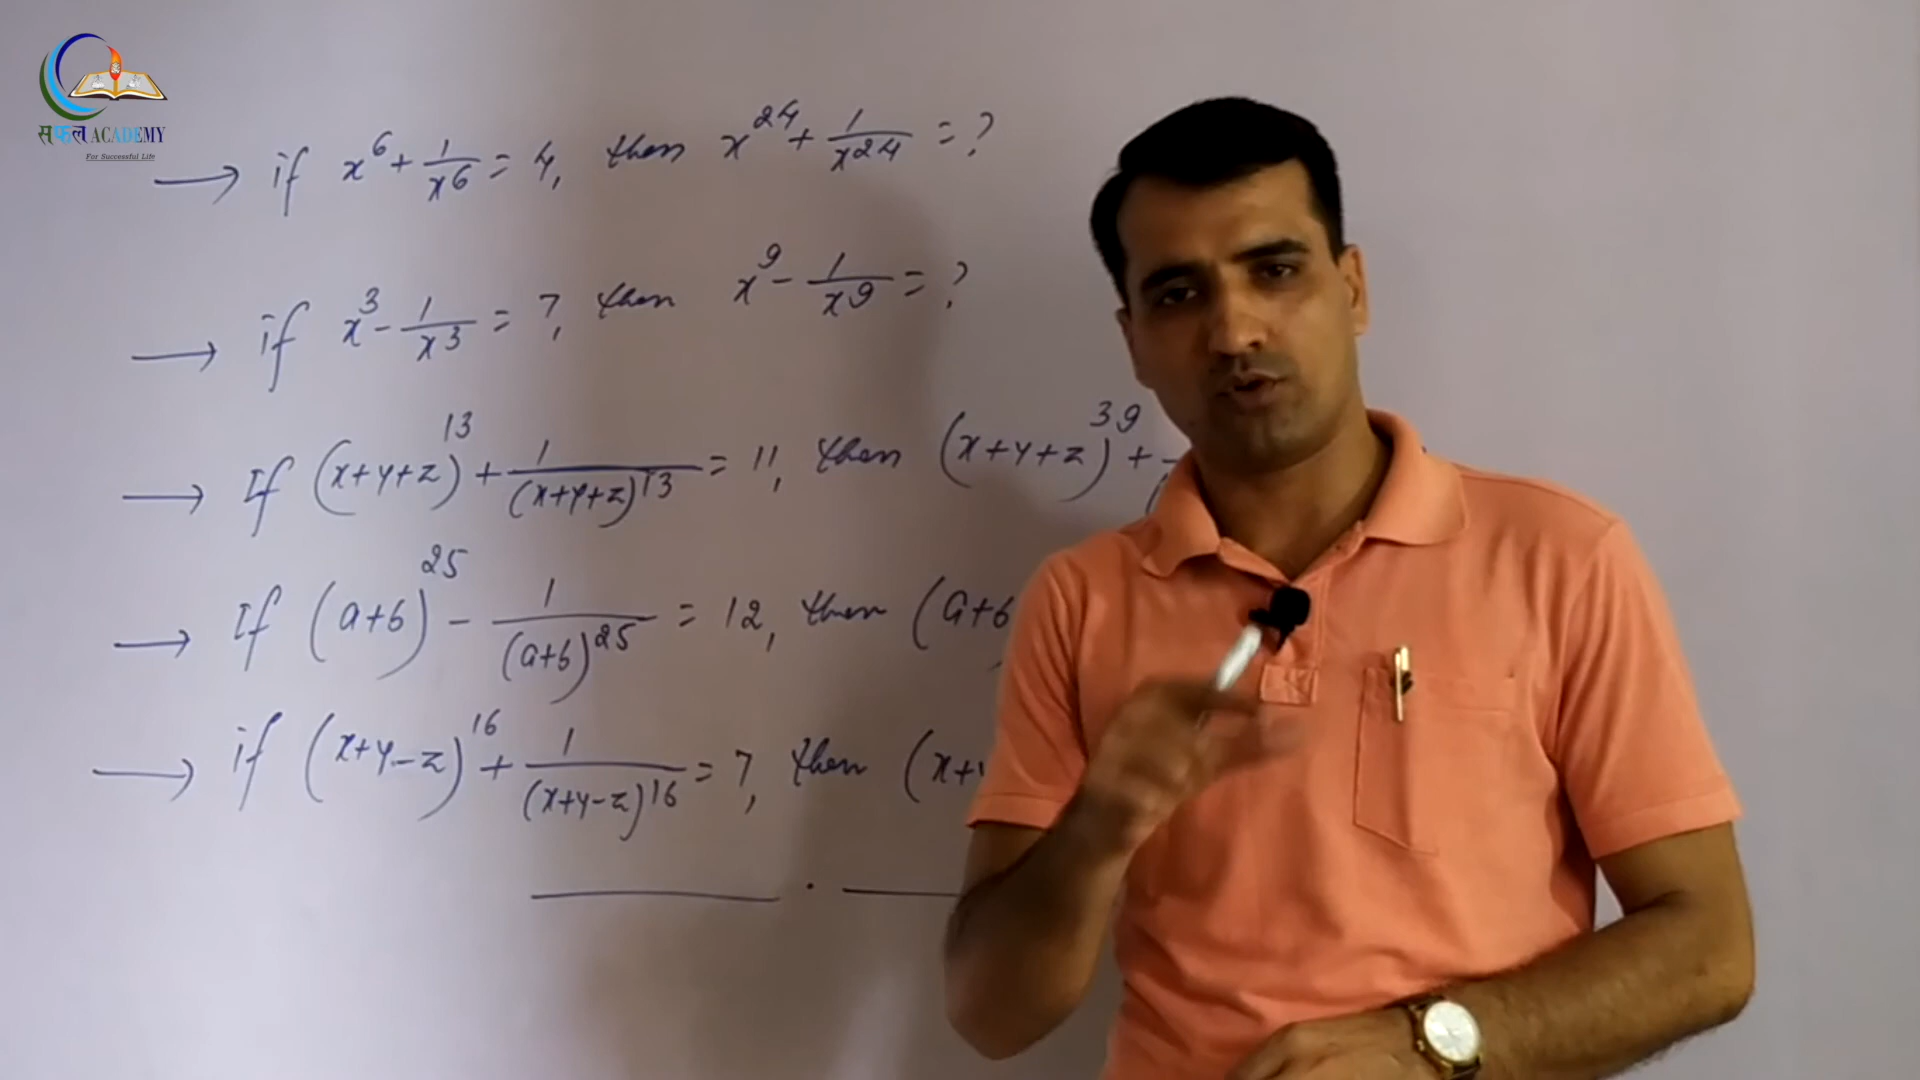 सफल ACADEMY
For Successful Life
→ if x^6 + 1/x^6 = 4, then x^24 + 1/x^24 = ?
→ if x^3 - 1/x^3 = 7, then x^9 - 1/x^9 = ?
→ If (x+y+z)^13 + 1/(x+y+z)^13 = 11, then (x+y+z)^39 +
→ If (a+b)^25 - 1/(a+b)^25 = 12, then (a+b
→ if (x+y-z)^16 + 1/(x+y-z)^16 = 7, then (x+y